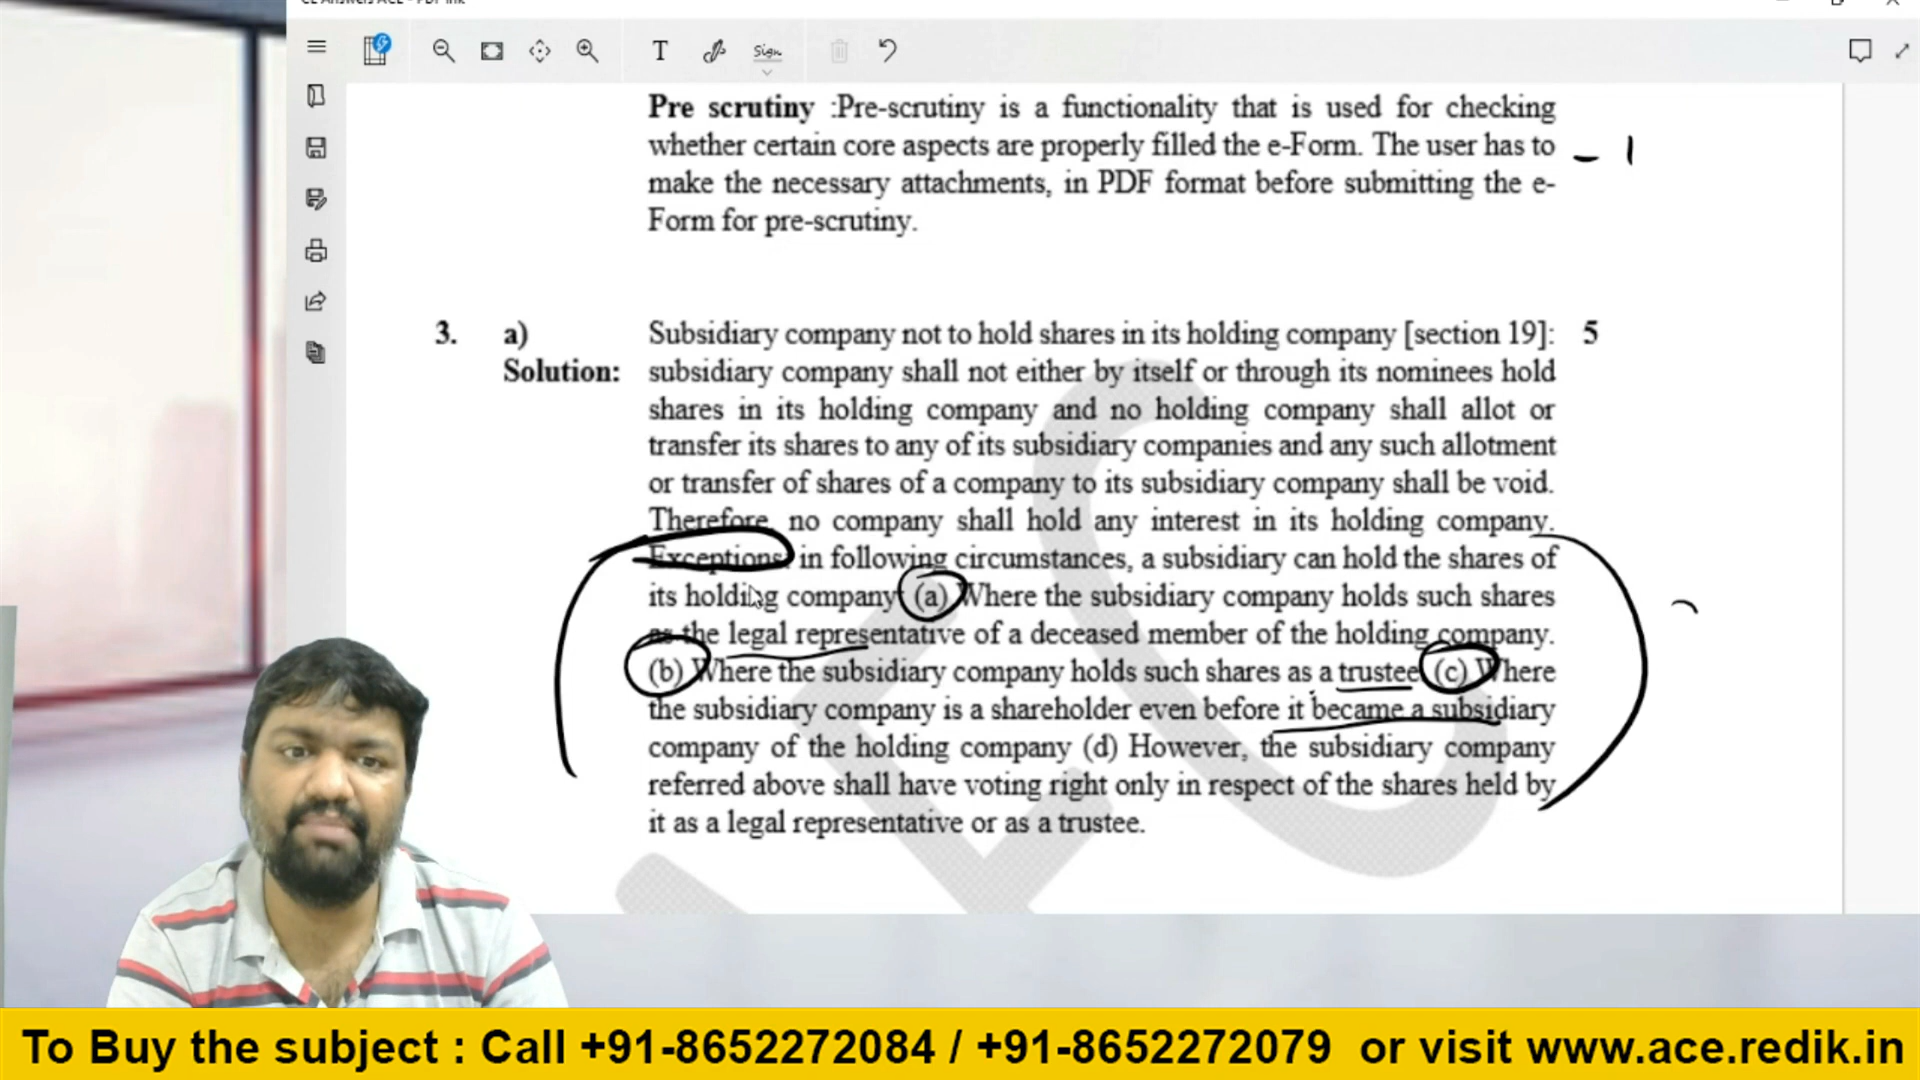 Sign
Pre scrutiny :Pre-scrutiny is a functionality that is used for checking
whether certain core aspects are properly filled the e-Form. The user has to
make the necessary attachments, in PDF format before submitting the e-
Form for pre-scrutiny.
- 1
3. a) Subsidiary company not to hold shares in its holding company [section 19]: 5
Solution: subsidiary company shall not either by itself or through its nominees hold
shares in its holding company and no holding company shall allot or
transfer its shares to any of its subsidiary companies and any such allotment
or transfer of shares of a company to its subsidiary company shall be void.
Therefore, no company shall hold any interest in its holding company.
Exceptions: in following circumstances, a subsidiary can hold the shares of
its holding company (a) Where the subsidiary company holds such shares
as the legal representative of a deceased member of the holding company.
(b) Where the subsidiary company holds such shares as a trustee (c) Where
the subsidiary company is a shareholder even before it became a subsidiary
company of the holding company (d) However, the subsidiary company
referred above shall have voting right only in respect of the shares held by
it as a legal representative or as a trustee.
To Buy the subject : Call +91-8652272084 / +91-8652272079 or visit www.ace.redik.in